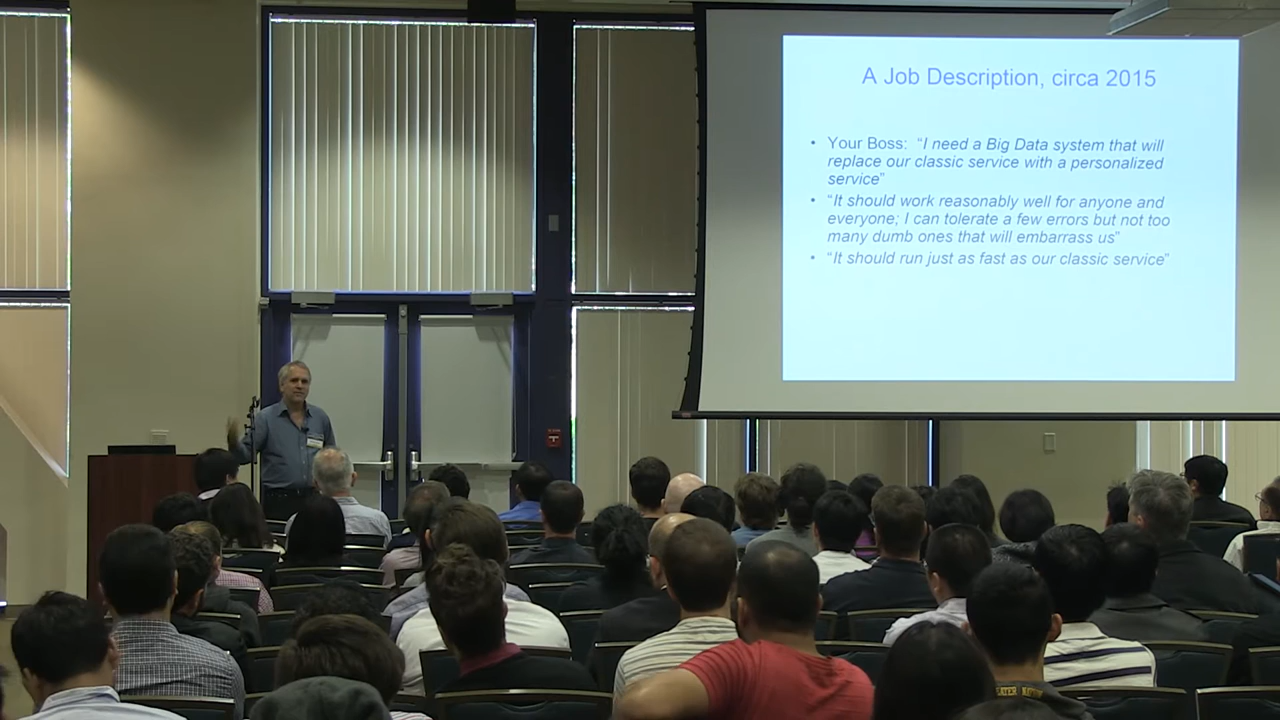 A Job Description, circa 2015
• Your Boss: “I need a Big Data system that will
replace our classic service with a personalized
service”
• “It should work reasonably well for anyone and
everyone; I can tolerate a few errors but not too
many dumb ones that will embarrass us”
• “It should run just as fast as our classic service”